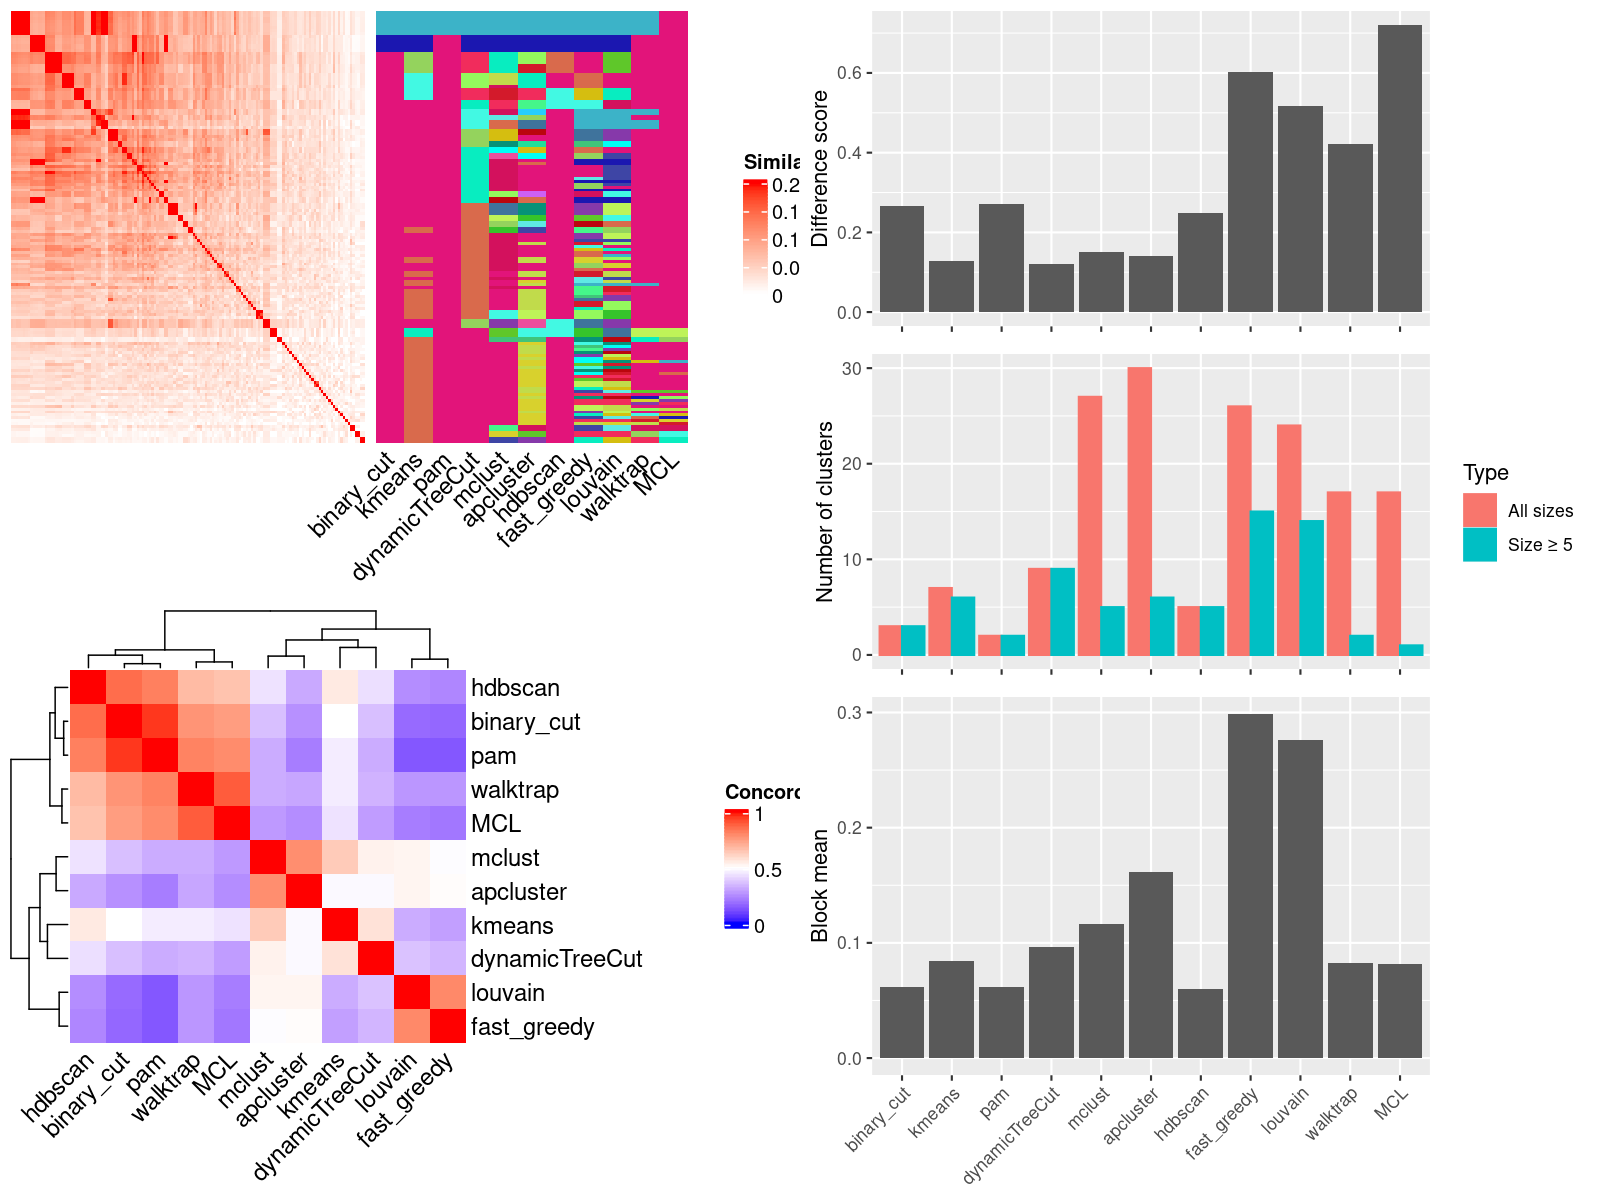 Simila
0.2
0.1
0.1
0.0
0
binary_cut
kmeans
pam
dynamicTreeCut
mclust
apcluster
hdbscan
fast_greedy
louvain
walktrap
MCL
hdbscan
binary_cut
pam
walktrap
MCL
mclust
apcluster
kmeans
dynamicTreeCut
louvain
fast_greedy
hdbscan
binary_cut
pam
walktrap
MCL
mclust
apcluster
kmeans
dynamicTreeCut
louvain
fast_greedy
Concord
1
0.5
0
Difference score
0.6
0.4
0.2
0.0
Number of clusters
30
20
10
0
Type
All sizes
Size ≥ 5
Block mean
0.3
0.2
0.1
0.0
binary_cut
kmeans
pam
dynamicTreeCut
mclust
apcluster
hdbscan
fast_greedy
louvain
walktrap
MCL